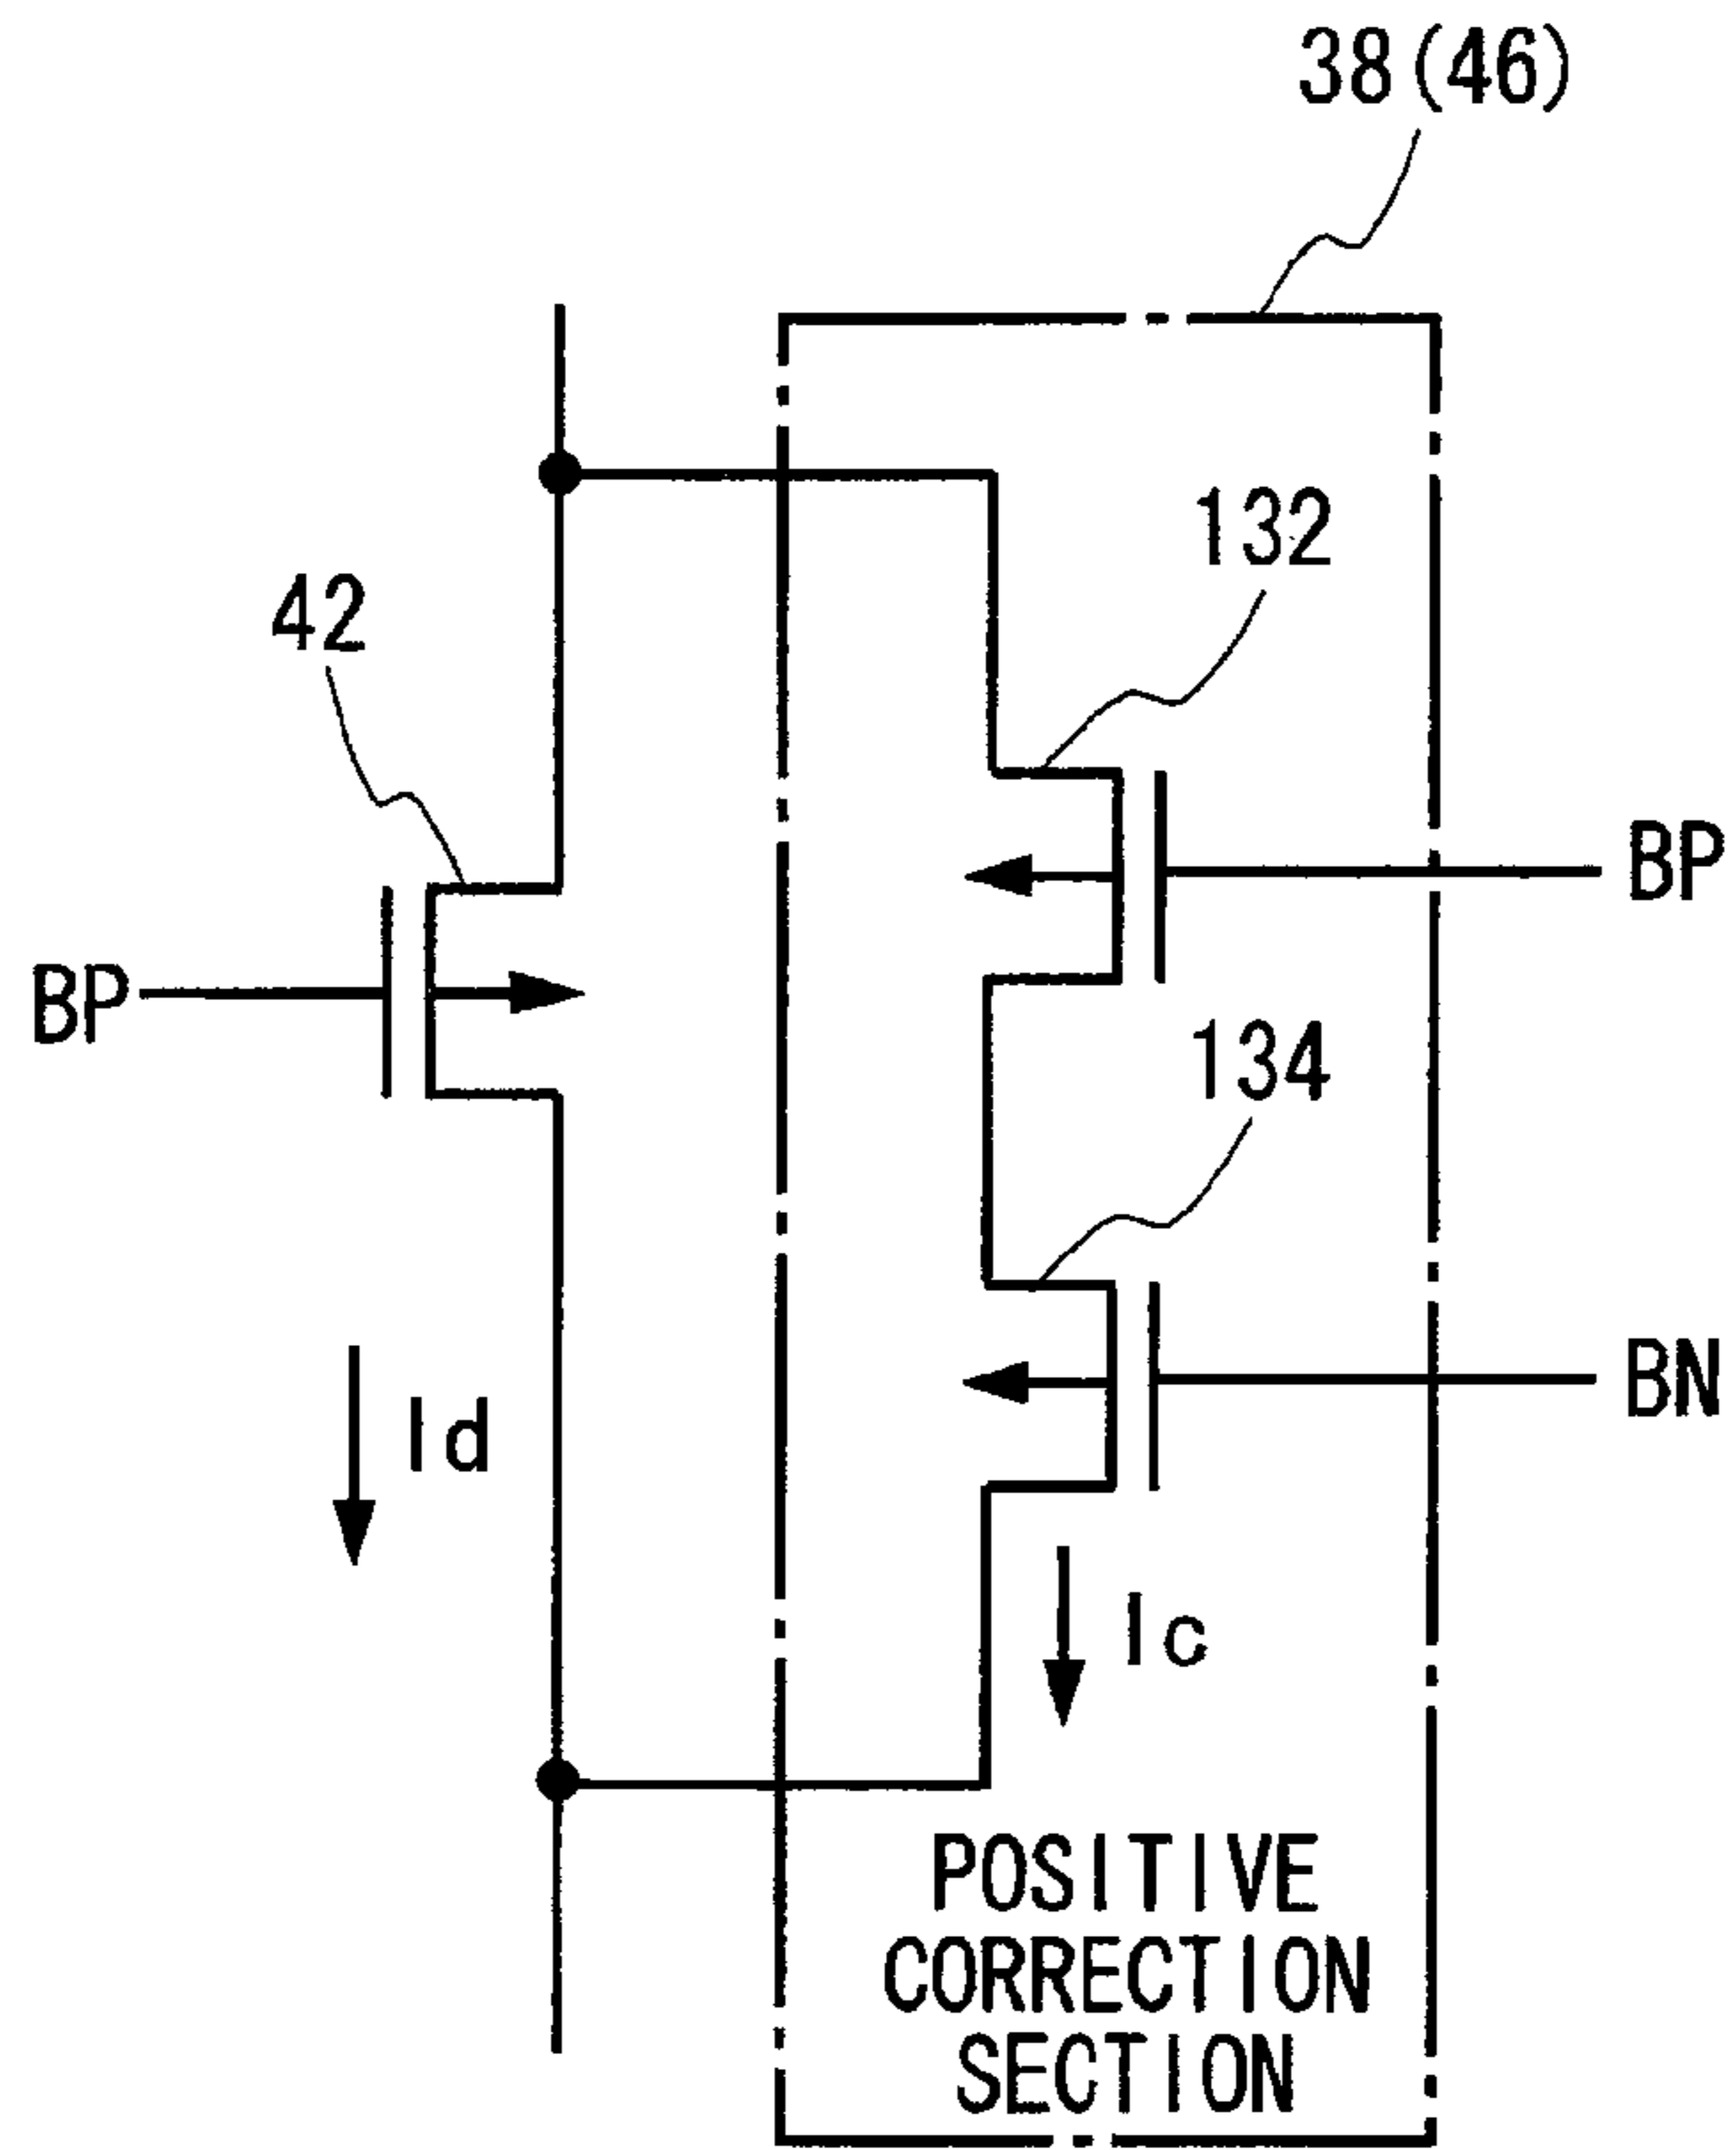 38(46)
132
42
BP
BP
134
BN
Id
Ic
POSITIVE
CORRECTION
SECTION